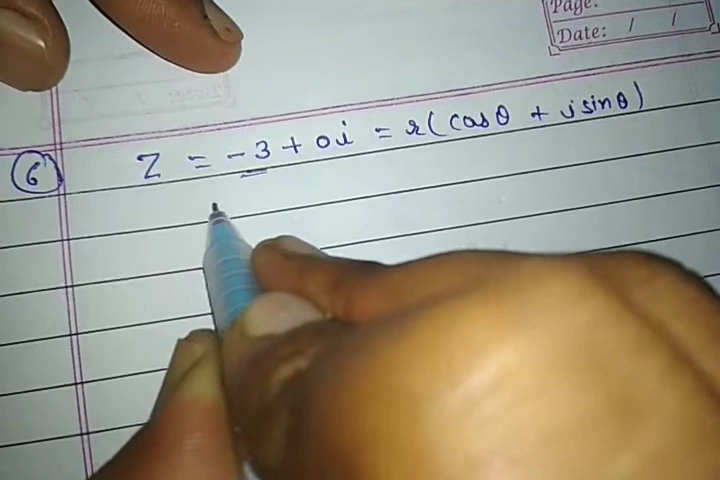 Page:
Date: / /
6 Z = -3 + 0i = r(cosθ + i sinθ)